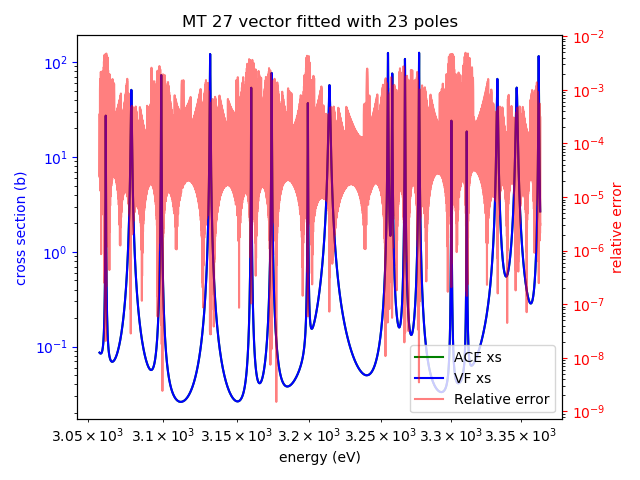 MT 27 vector fitted with 23 poles
10²
10¹
10⁰
10⁻¹
cross section (b)
10⁻²
10⁻³
10⁻⁴
10⁻⁵
10⁻⁶
10⁻⁷
10⁻⁸
10⁻⁹
relative error
ACE xs
VF xs
Relative error
3.05 × 10³ 3.1 × 10³ 3.15 × 10³ 3.2 × 10³ 3.25 × 10³ 3.3 × 10³ 3.35 × 10³
energy (eV)